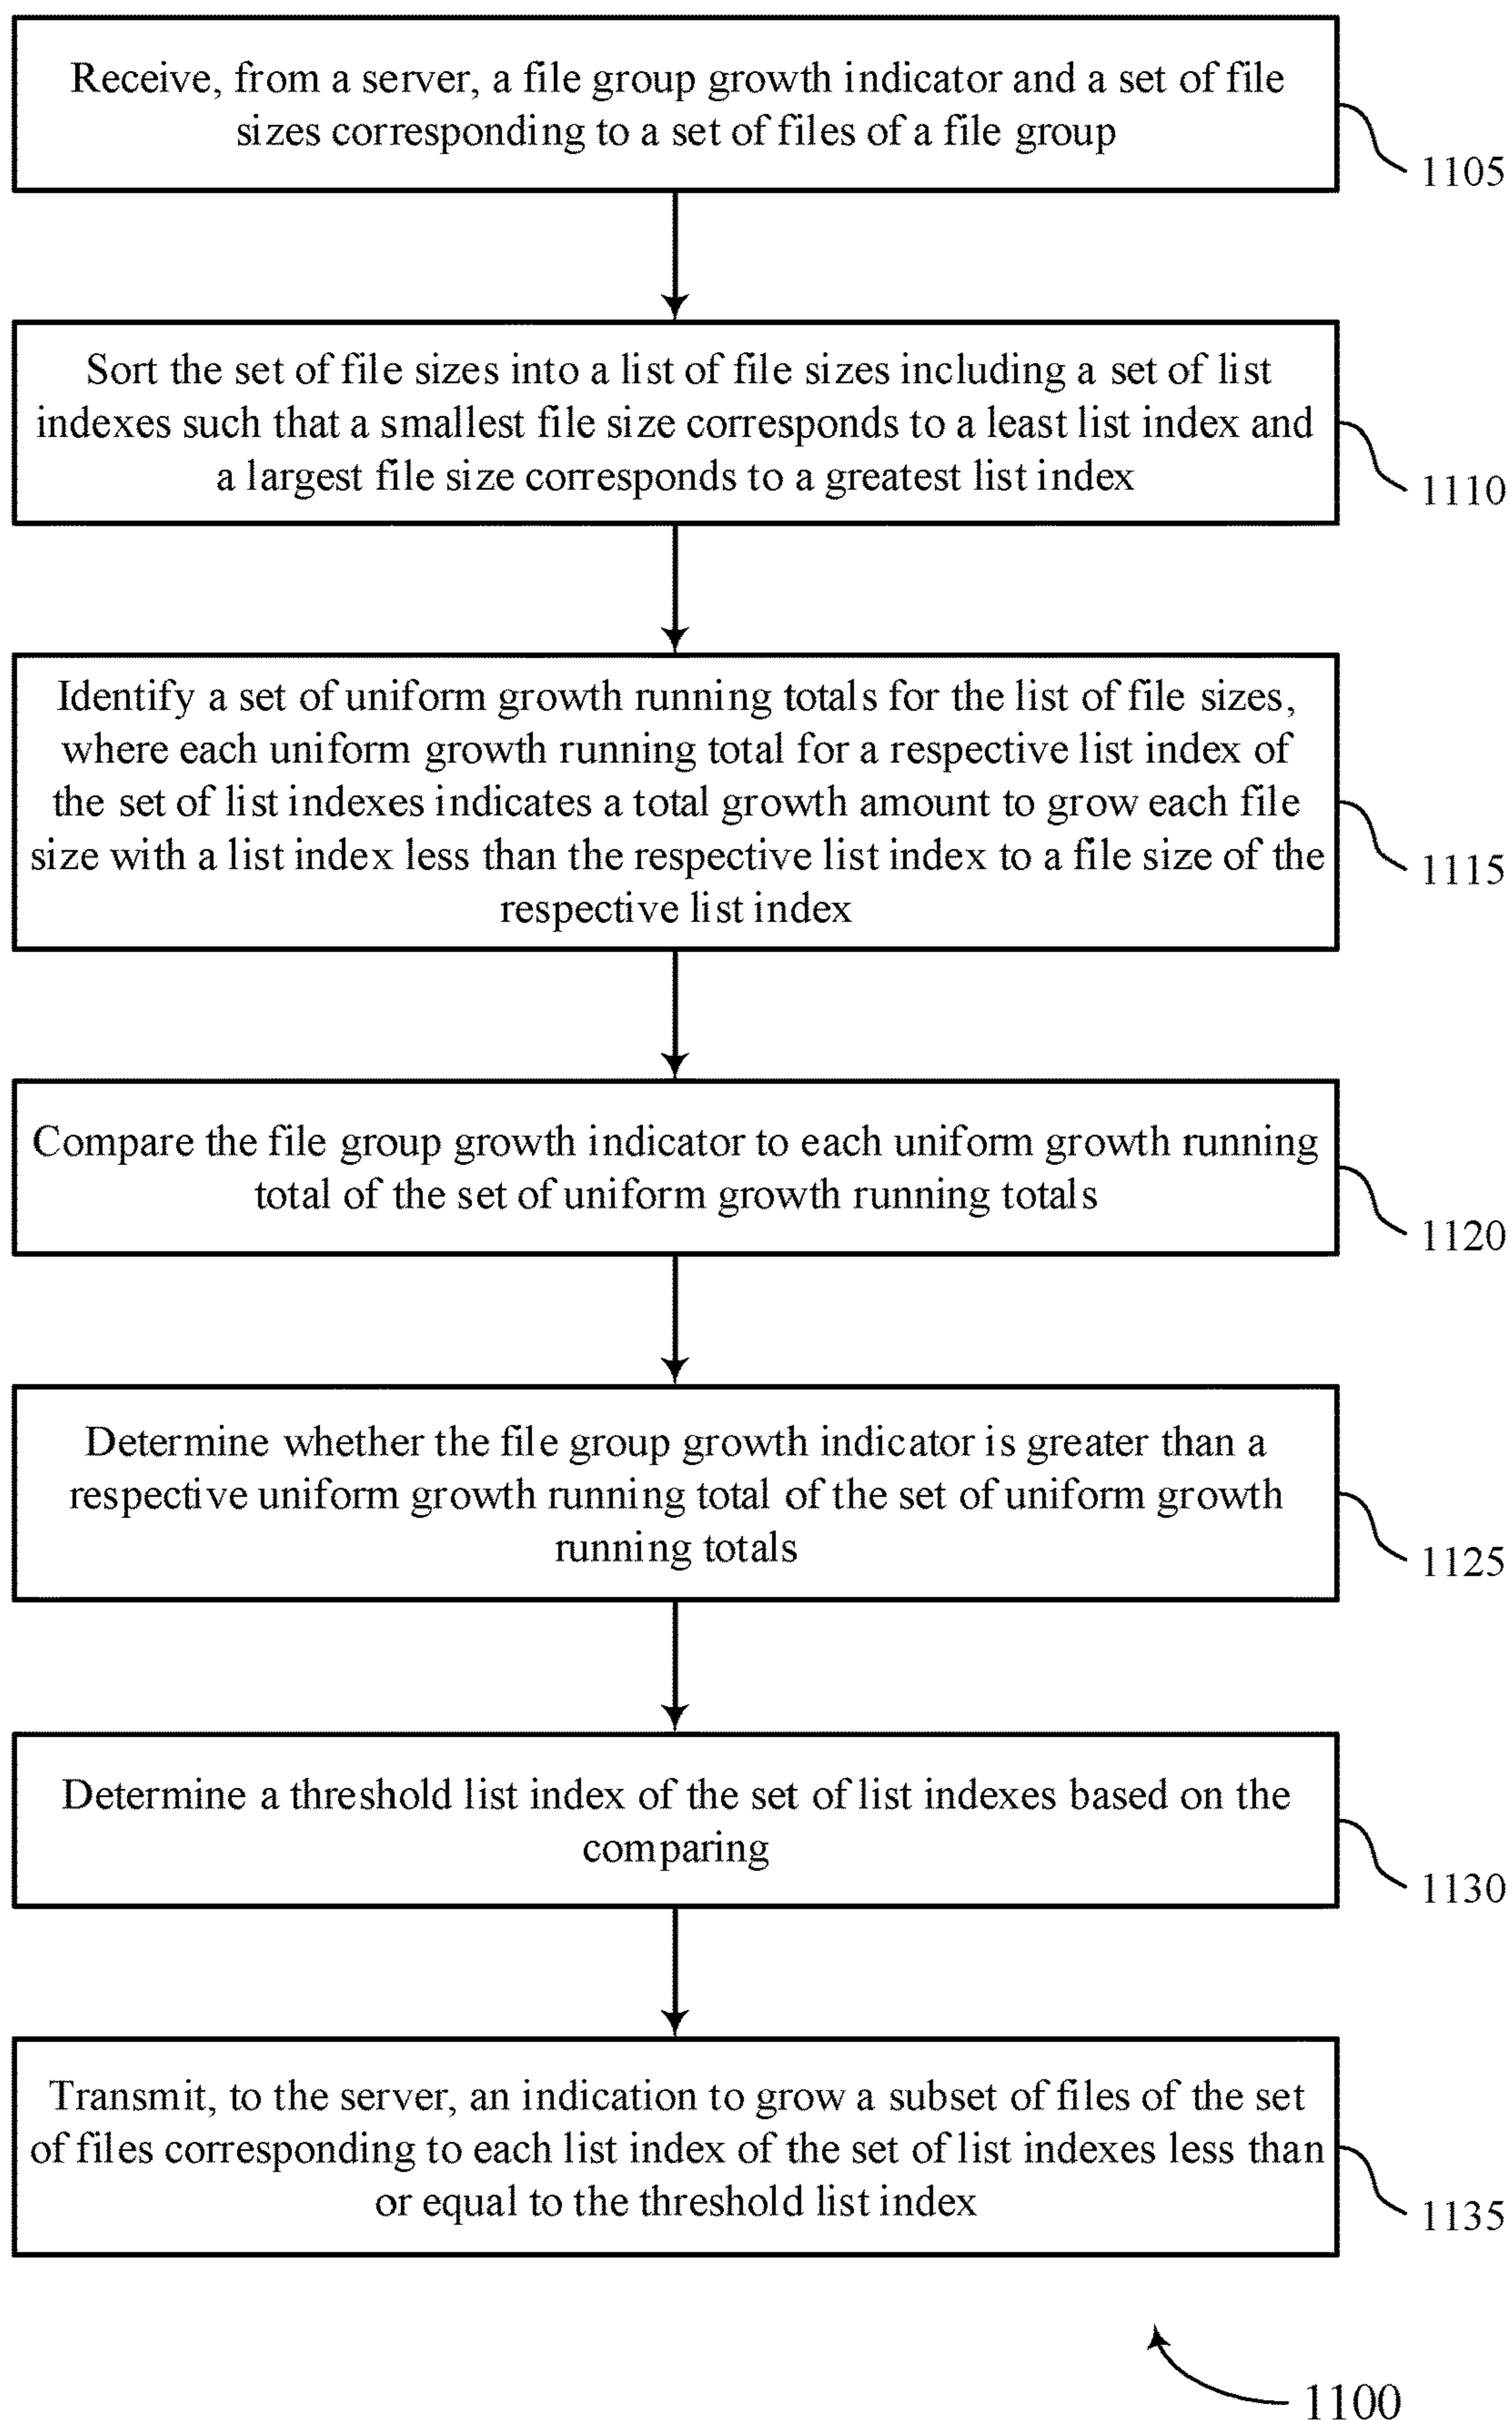 Receive, from a server, a file group growth indicator and a set of file
sizes corresponding to a set of files of a file group
1105
Sort the set of file sizes into a list of file sizes including a set of list
indexes such that a smallest file size corresponds to a least list index and
a largest file size corresponds to a greatest list index
1110
Identify a set of uniform growth running totals for the list of file sizes,
where each uniform growth running total for a respective list index of
the set of list indexes indicates a total growth amount to grow each file
size with a list index less than the respective list index to a file size of the
respective list index
1115
Compare the file group growth indicator to each uniform growth running
total of the set of uniform growth running totals
1120
Determine whether the file group growth indicator is greater than a
respective uniform growth running total of the set of uniform growth
running totals
1125
Determine a threshold list index of the set of list indexes based on the
comparing
1130
Transmit, to the server, an indication to grow a subset of files of the set
of files corresponding to each list index of the set of list indexes less than
or equal to the threshold list index
1135
1100